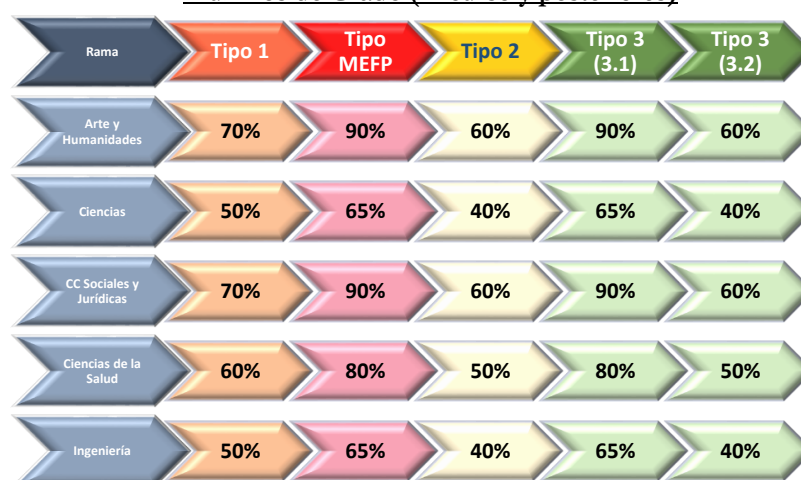 Rama Tipo 1 Tipo MEFP Tipo 2 Tipo 3 (3.1) Tipo 3 (3.2)
Arte y Humanidades 70% 90% 60% 90% 60%
Ciencias 50% 65% 40% 65% 40%
CC Sociales y Jurídicas 70% 90% 60% 90% 60%
Ciencias de la Salud 60% 80% 50% 80% 50%
Ingeniería 50% 65% 40% 65% 40%